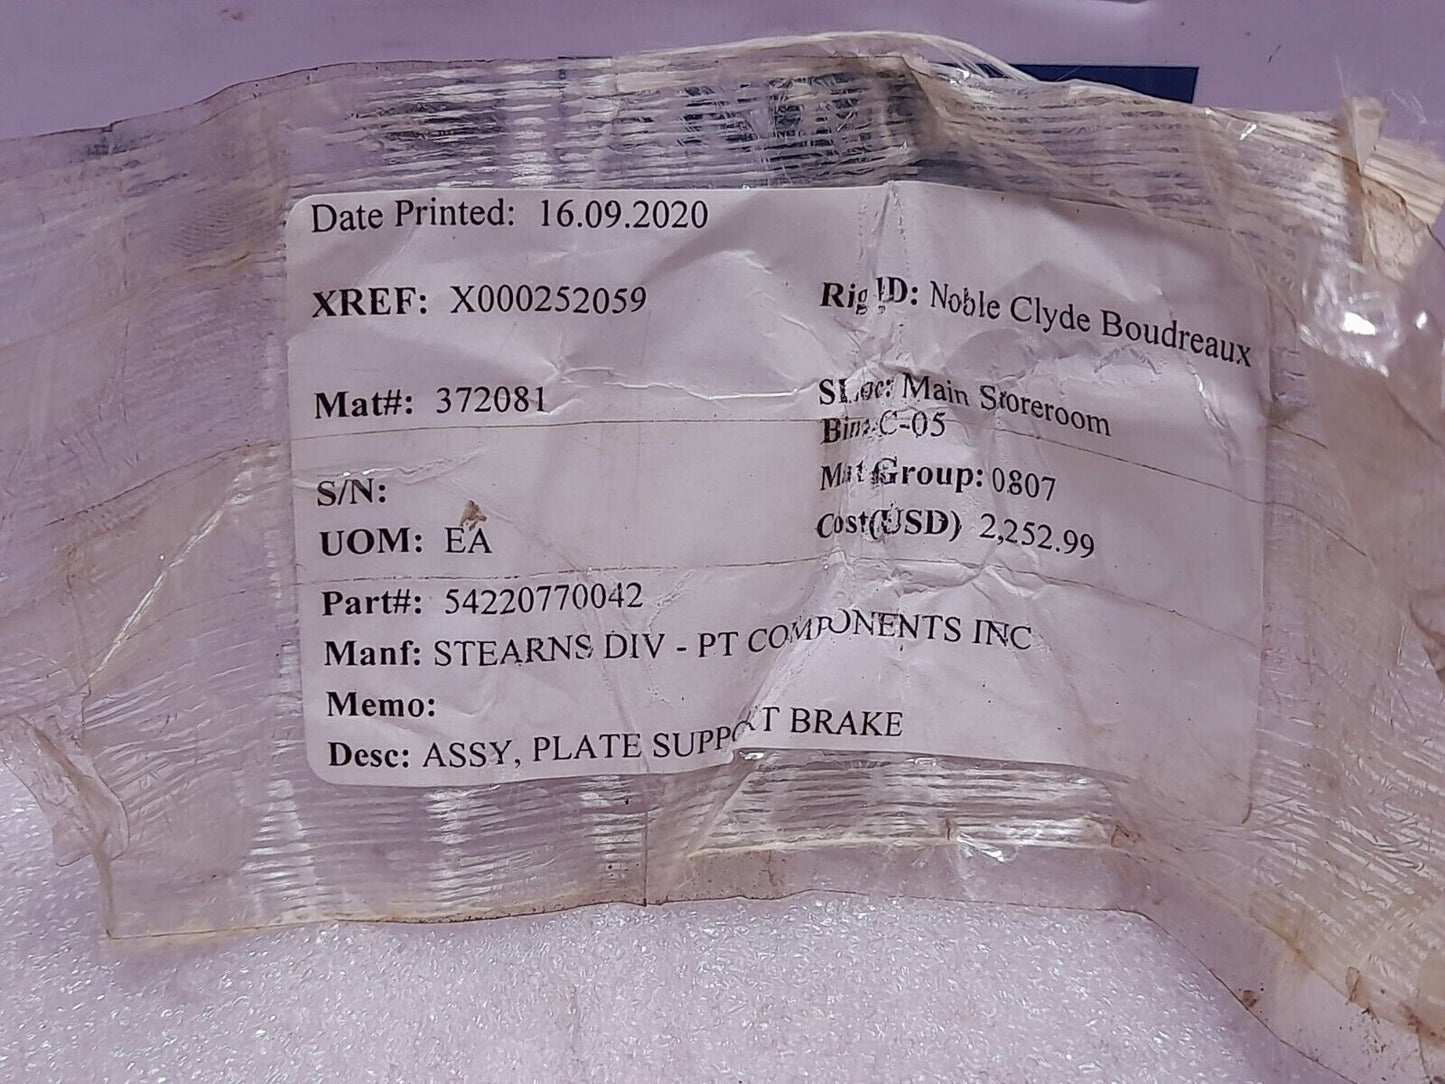 Date Printed: 16.09.2020
XREF: X000252059
Rig ID: Noble Clyde Boudreaux
Mat#: 372081
SLoc: Main Storeroom
Bin: C-05
S/N:
Mat Group: 0807
UOM: EA
Cost(USD) 2,252.99
Part#: 54220770042
Manf: STEARNS DIV - PT COMPONENTS INC
Memo:
Desc: ASSY, PLATE SUPPORT BRAKE